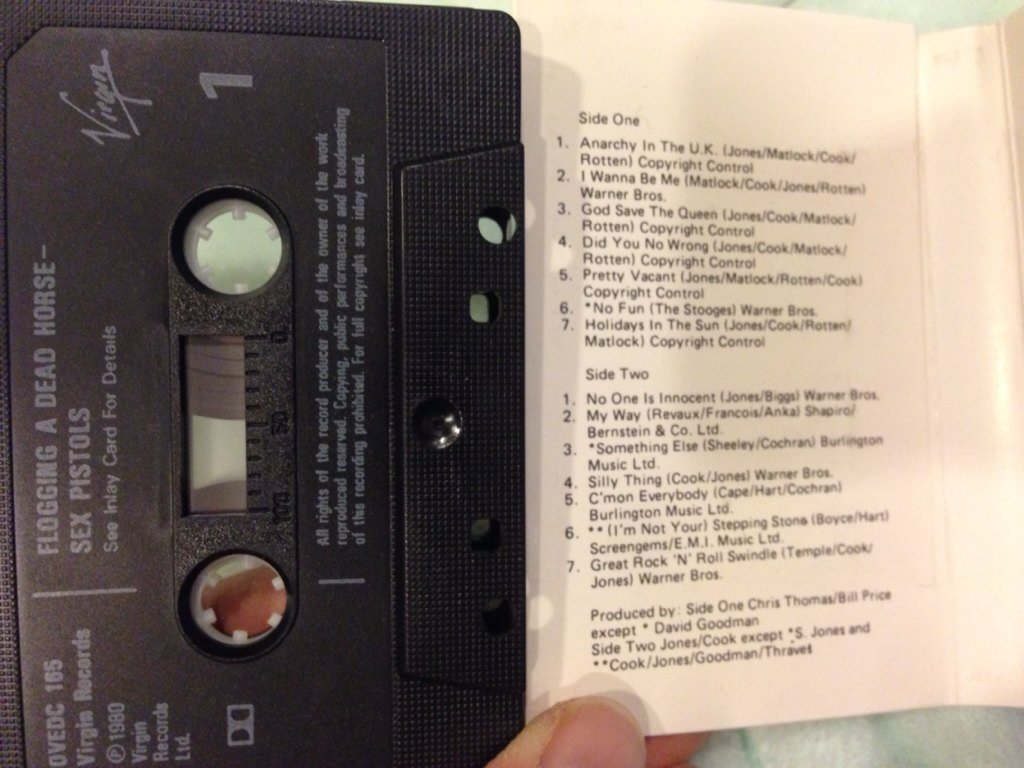 Virgin
1
FLOGGING A DEAD HORSE—
SEX PISTOLS
See Inlay Card For Details
OVEDC 165
Virgin Records
℗ 1980
Virgin
Records
Ltd.
0
50
100
All rights of the record producer and of the owner of the work
reproduced reserved. Copying, public performances and broadcasting
of this recording prohibited. For full copyright see inlay card.
Side One
1. Anarchy In The U.K. (Jones/Matlock/Cook/
Rotten) Copyright Control
2. I Wanna Be Me (Matlock/Cook/Jones/Rotten)
Warner Bros.
3. God Save The Queen (Jones/Cook/Matlock/
Rotten) Copyright Control
4. Did You No Wrong (Jones/Cook/Matlock/
Rotten) Copyright Control
5. Pretty Vacant (Jones/Matlock/Rotten/Cook)
Copyright Control
6. *No Fun (The Stooges) Warner Bros.
7. Holidays In The Sun (Jones/Cook/Rotten/
Matlock) Copyright Control
Side Two
1. No One Is Innocent (Jones/Biggs) Warner Bros.
2. My Way (Revaux/Francois/Anka) Shapiro/
Bernstein & Co. Ltd.
3. *Something Else (Sheeley/Cochran) Burlington
Music Ltd.
4. Silly Thing (Cook/Jones) Warner Bros.
5. C'mon Everybody (Cape/Hart/Cochran)
Burlington Music Ltd.
6. **(I'm Not Your) Stepping Stone (Boyce/Hart)
Screengems/E.M.I. Music Ltd.
7. Great Rock 'N' Roll Swindle (Temple/Cook/
Jones) Warner Bros.
Produced by: Side One Chris Thomas/Bill Price
except * David Goodman
Side Two Jones/Cook except *S. Jones and
**Cook/Jones/Goodman/Thraves